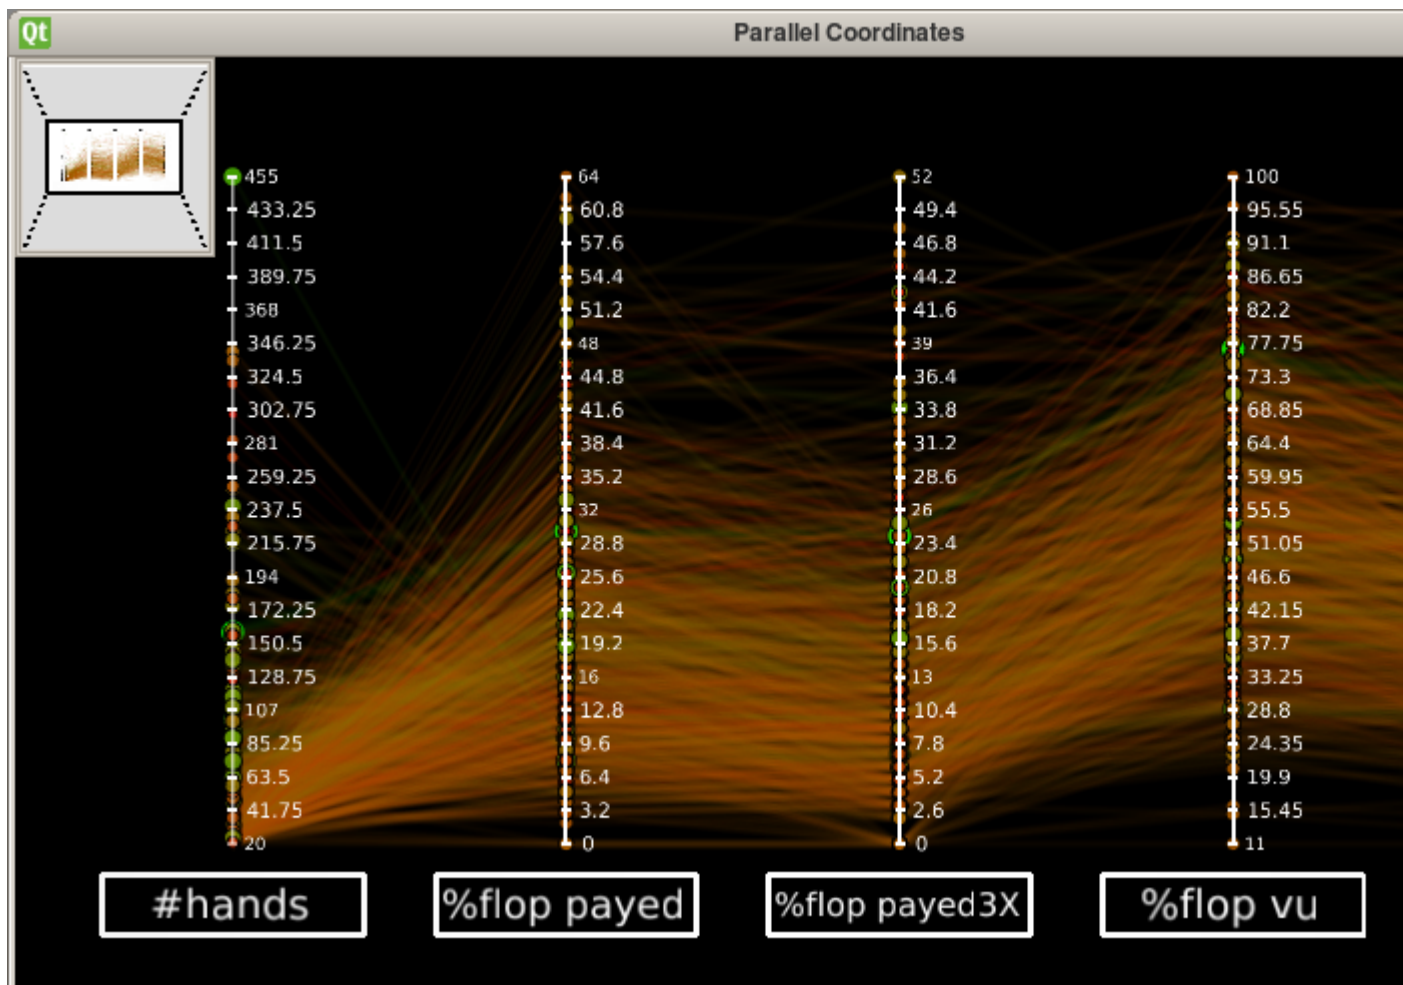 Qt
Parallel Coordinates
455 64 52 100
433.25 60.8 49.4 95.55
411.5 57.6 46.8 91.1
389.75 54.4 44.2 86.65
368 51.2 41.6 82.2
346.25 48 39 77.75
324.5 44.8 36.4 73.3
302.75 41.6 33.8 68.85
281 38.4 31.2 64.4
259.25 35.2 28.6 59.95
237.5 32 26 55.5
215.75 28.8 23.4 51.05
194 25.6 20.8 46.6
172.25 22.4 18.2 42.15
150.5 19.2 15.6 37.7
128.75 16 13 33.25
107 12.8 10.4 28.8
85.25 9.6 7.8 24.35
63.5 6.4 5.2 19.9
41.75 3.2 2.6 15.45
20 0 0 11
#hands %flop payed %flop payed3X %flop vu